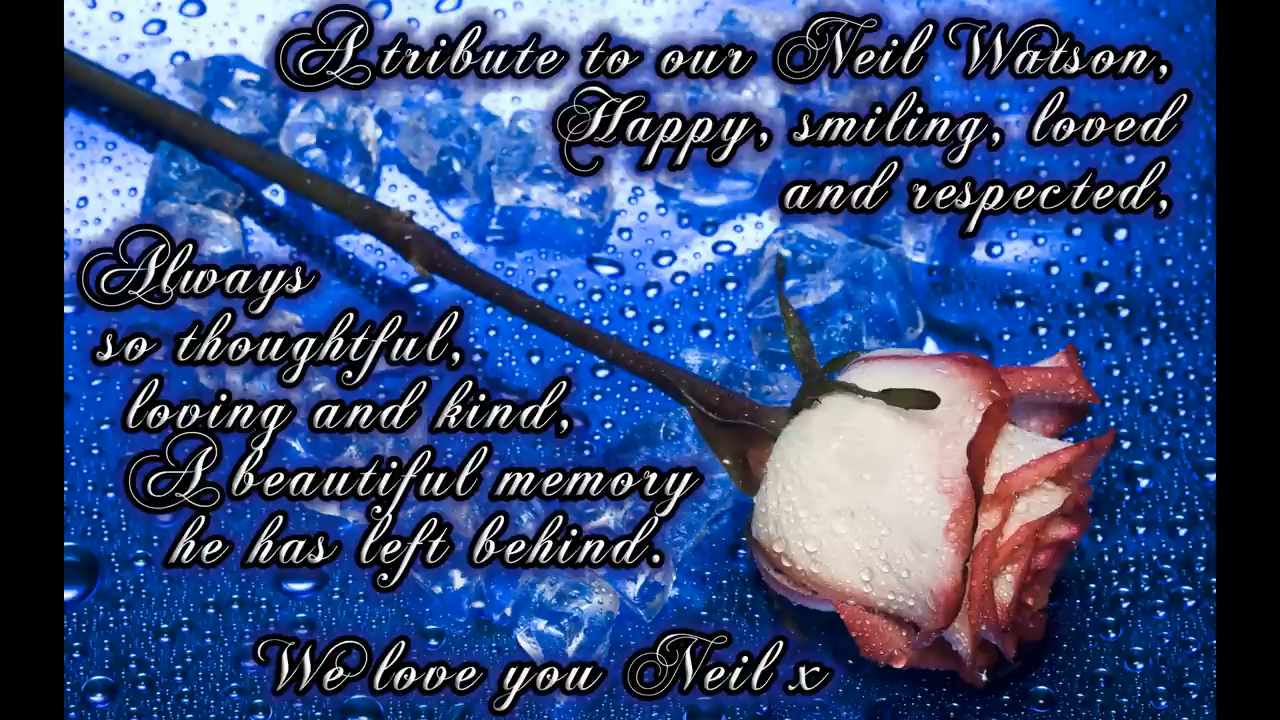 A tribute to our Neil Watson,
Happy, smiling, loved
and respected,
Always
so thoughtful,
loving and kind,
A beautiful memory
he has left behind.
We love you Neil x